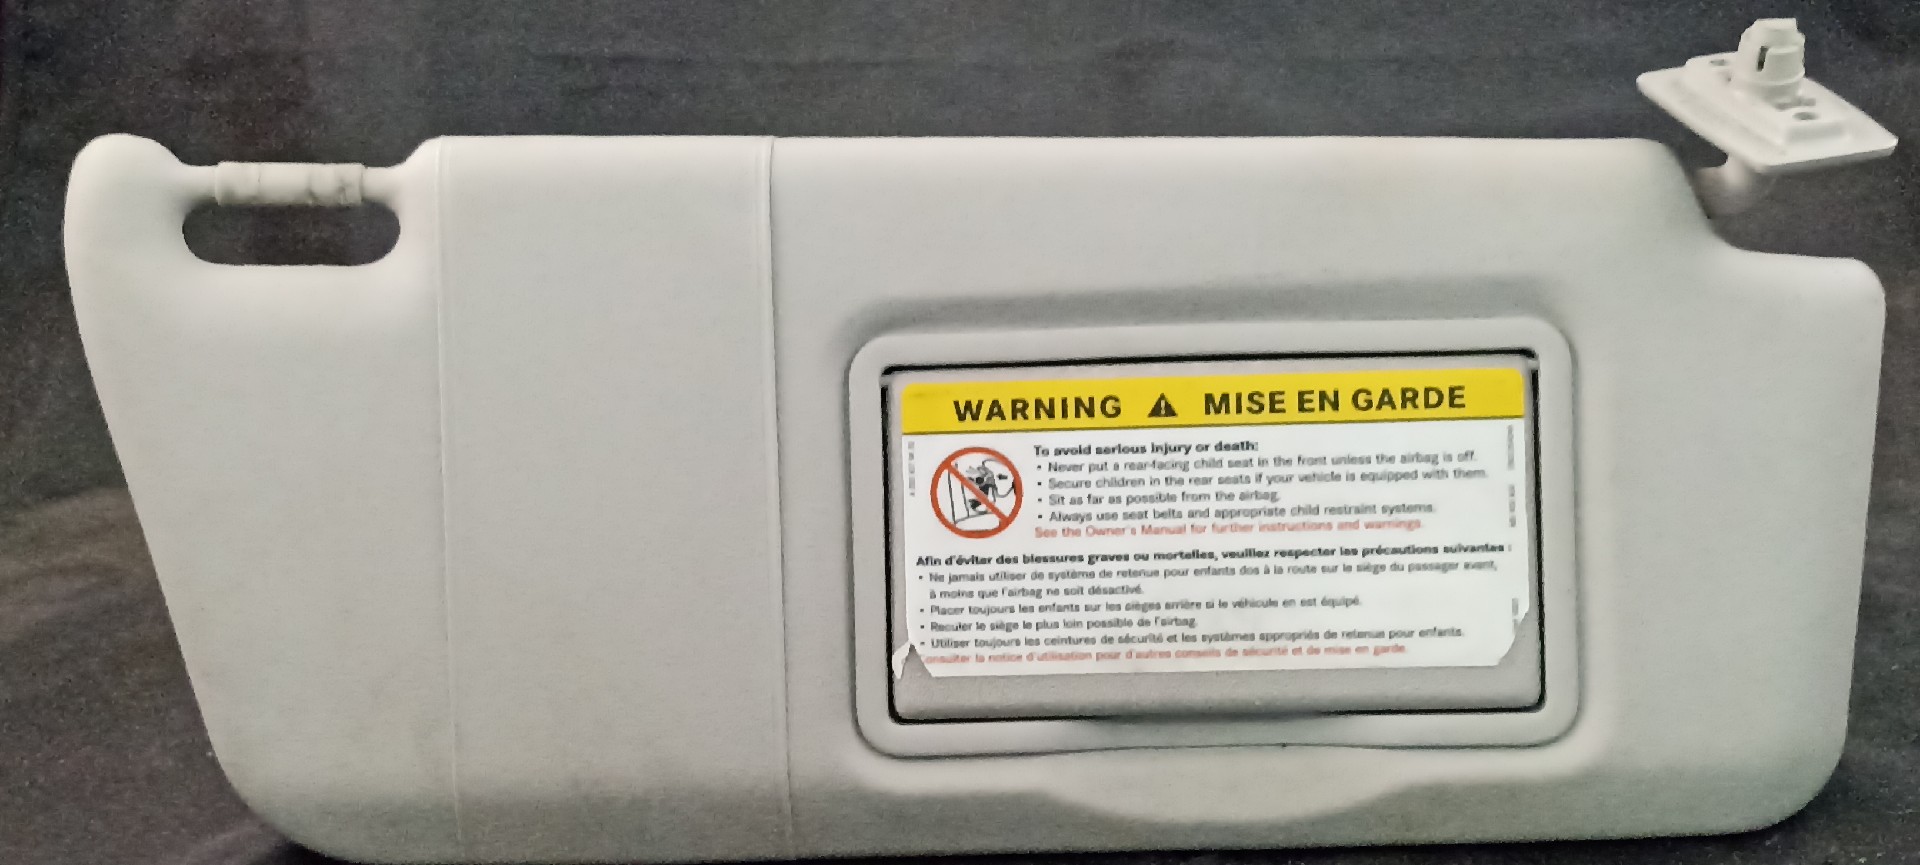 WARNING MISE EN GARDE
To avoid serious injury or death:
• Never put a rear-facing child seat in the front unless the airbag is off.
• Secure children in the rear seats if your vehicle is equipped with them.
• Sit as far as possible from the airbag.
• Always use seat belts and appropriate child restraint systems.
See the Owner's Manual for further instructions and warnings.
Afin d'éviter des blessures graves ou mortelles, veuillez respecter les précautions suivantes :
• Ne jamais utiliser de système de retenue pour enfants dos à la route sur le siège du passager avant,
à moins que l'airbag ne soit désactivé.
• Placer toujours les enfants sur les sièges arrière si le véhicule en est équipé.
• Reculer le siège le plus loin possible de l'airbag.
• Utiliser toujours les ceintures de sécurité et les systèmes appropriés de retenue pour enfants.
Consulter la notice d'utilisation pour d'autres conseils de sécurité et de mise en garde.